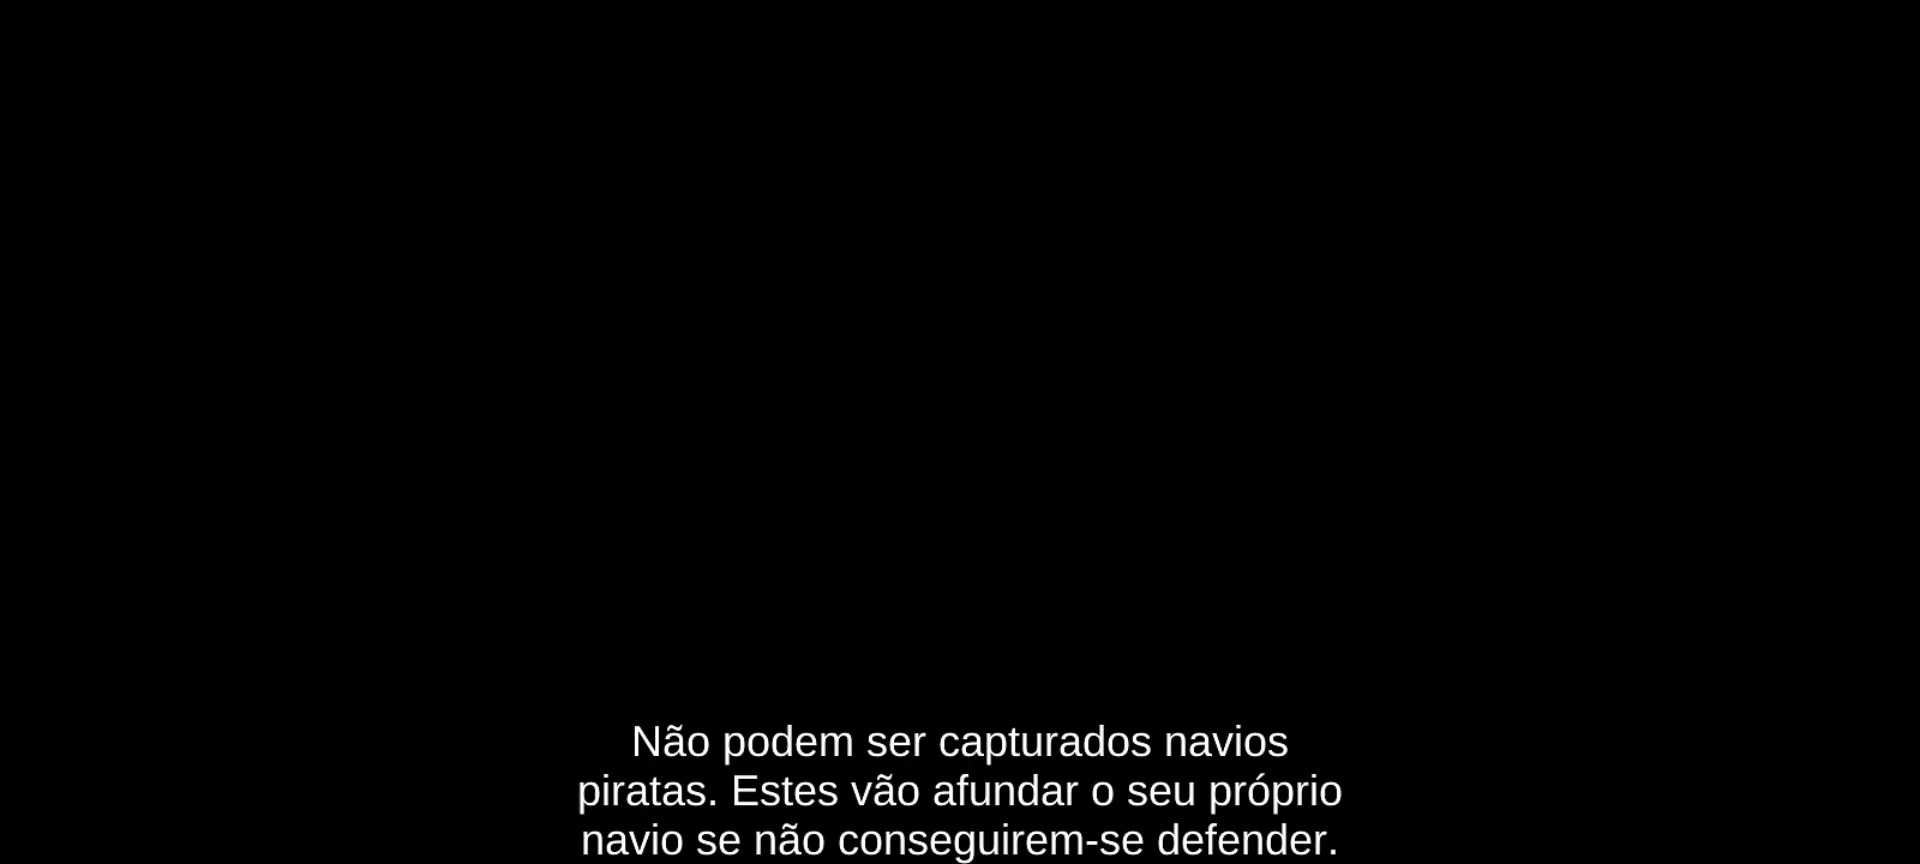 Não podem ser capturados navios
piratas. Estes vão afundar o seu próprio
navio se não conseguirem-se defender.